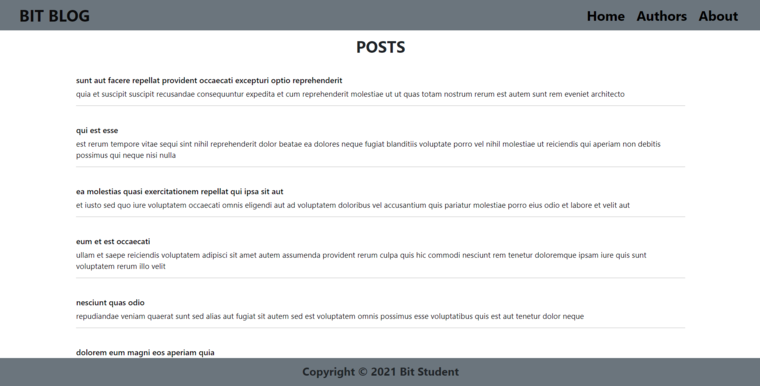 BIT BLOG
Home Authors About
POSTS
sunt aut facere repellat provident occaecati excepturi optio reprehenderit
quia et suscipit suscipit recusandae consequuntur expedita et cum reprehenderit molestiae ut ut quas totam nostrum rerum est autem sunt rem eveniet architecto
qui est esse
est rerum tempore vitae sequi sint nihil reprehenderit dolor beatae ea dolores neque fugiat blanditiis voluptate porro vel nihil molestiae ut reiciendis qui aperiam non debitis
possimus qui neque nisi nulla
ea molestias quasi exercitationem repellat qui ipsa sit aut
et iusto sed quo iure voluptatem occaecati omnis eligendi aut ad voluptatem doloribus vel accusantium quis pariatur molestiae porro eius odio et labore et velit aut
eum et est occaecati
ullam et saepe reiciendis voluptatem adipisci sit amet autem assumenda provident rerum culpa quis hic commodi nesciunt rem tenetur doloremque ipsam iure quis sunt
voluptatem rerum illo velit
nesciunt quas odio
repudiandae veniam quaerat sunt sed alias aut fugiat sit autem sed est voluptatem omnis possimus esse voluptatibus quis est aut tenetur dolor neque
dolorem eum magni eos aperiam quia
Copyright © 2021 Bit Student